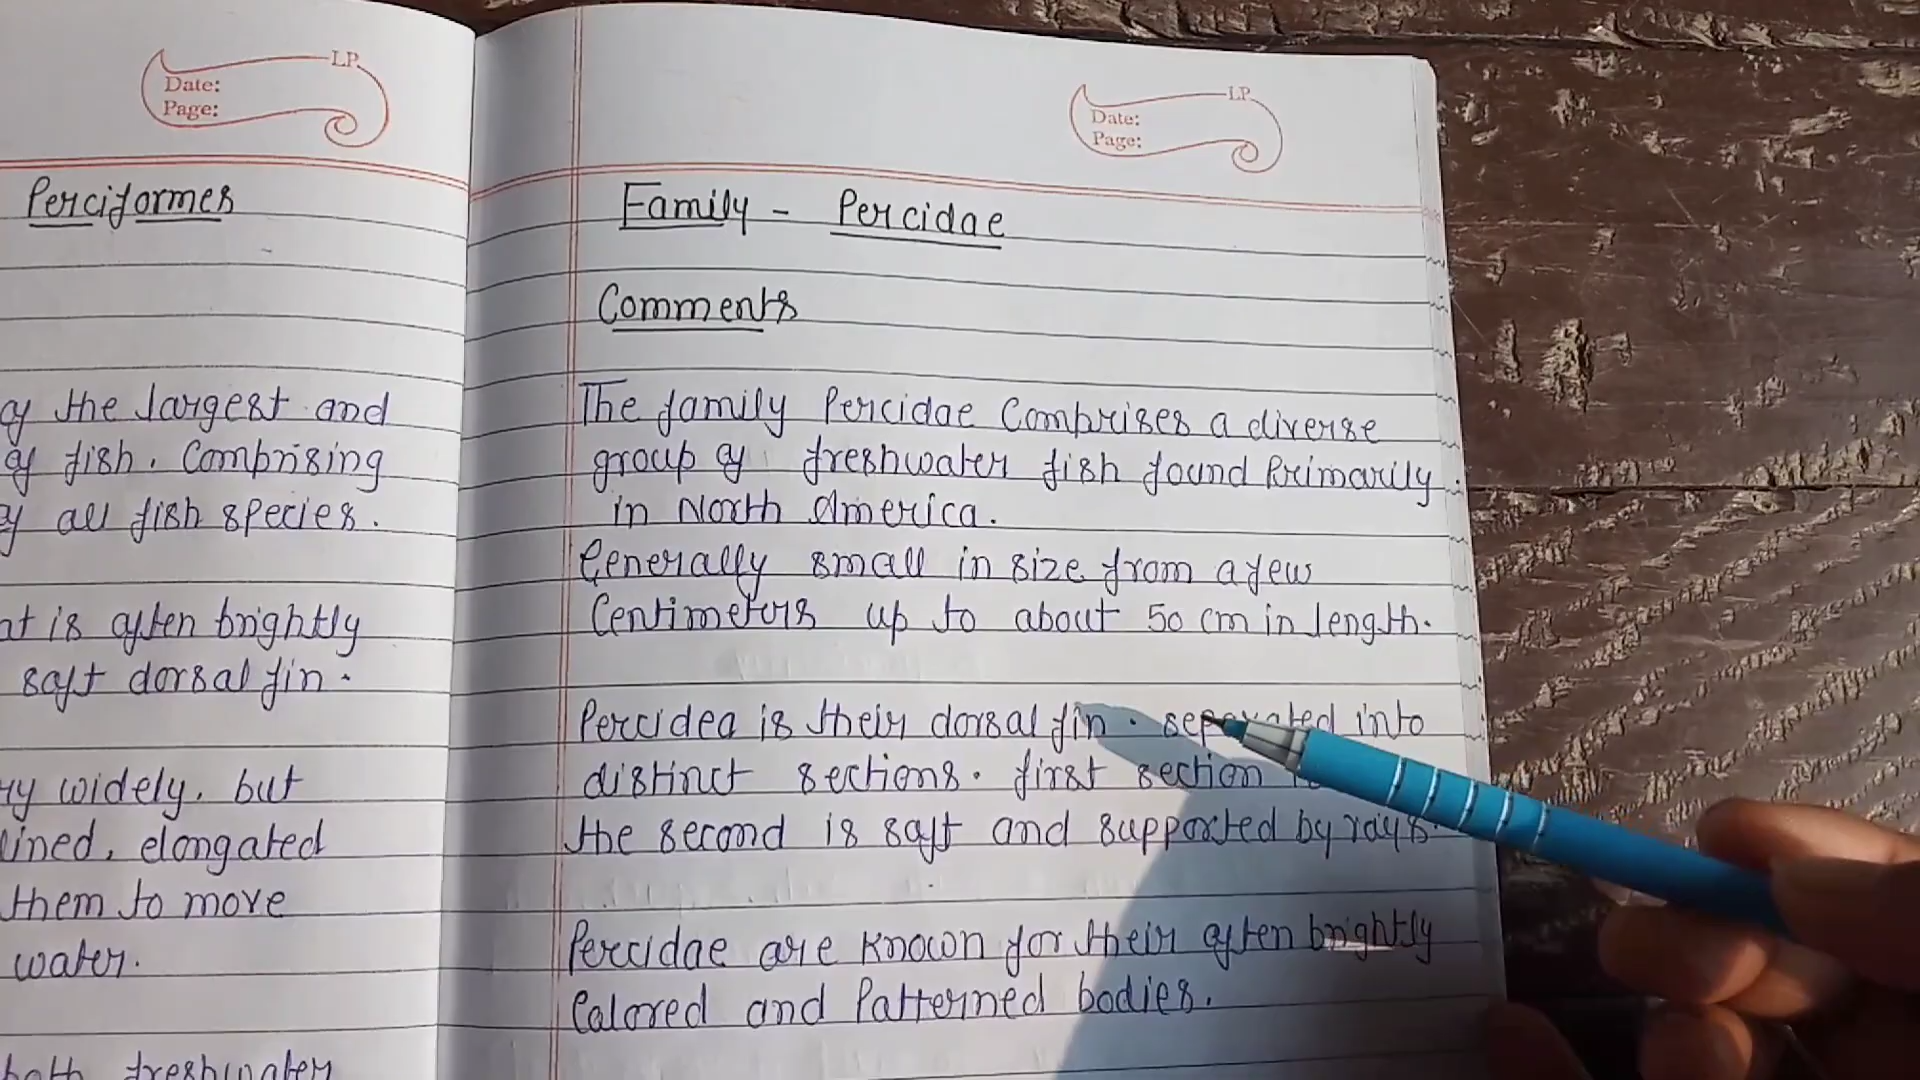 LP
Date:
Page:
Perciformes
of the largest and
of fish. Comprising
of all fish species.
at is often brightly
soft dorsal fin.
ry widely, but
lined, elongated
them to move
water.
both freshwater
LP
Date:
Page:
Family - Percidae
Comments
The family Percidae Comprises a diverse
group of freshwater fish found Primarily
in North America.
Generally small in size from a few
Centimeters up to about 50 cm in length.
Percidea is their dorsal fin. separated into
distinct sections. first section
the second is soft and supported by rays.
Percidae are known for their often brightly
Colored and Patterned bodies.